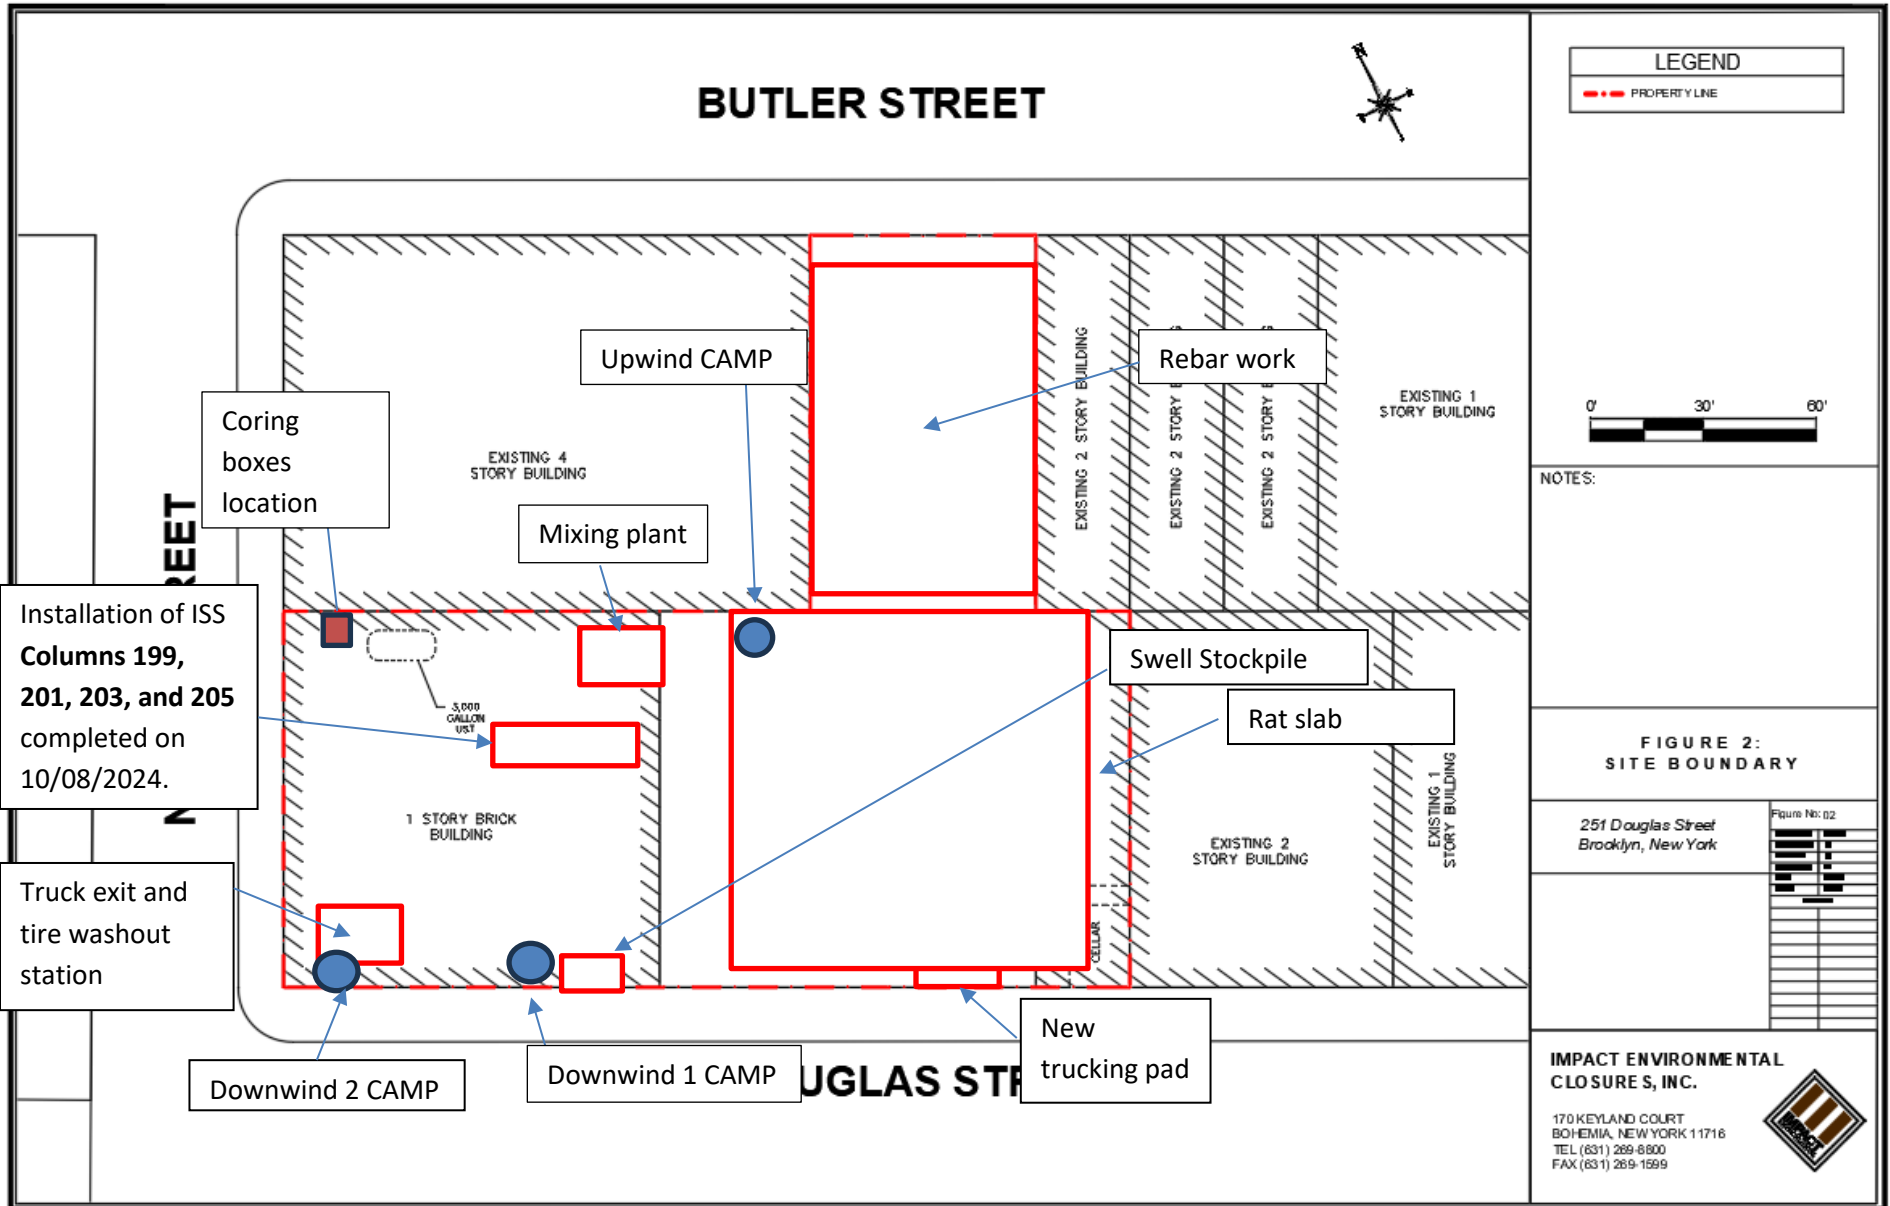 BUTLER STREET
N
LEGEND
PROPERTY LINE
Upwind CAMP
Rebar work
EXISTING 2 STORY BUILDING
EXISTING 2 STORY
EXISTING 2 STORY
EXISTING 1
STORY BUILDING
0' 30' 60'
Coring
boxes
location
EXISTING 4
STORY BUILDING
Mixing plant
NOTES:
REET
N
Installation of ISS
Columns 199,
201, 203, and 205
completed on
10/08/2024.
GALLON
UST
Swell Stockpile
Rat slab
1 STORY BRICK
BUILDING
EXISTING 2
STORY BUILDING
EXISTING 1
STORY BUILDING
FIGURE 2:
SITE BOUNDARY
251 Douglas Street
Brooklyn, New York
Figure No: 02
Truck exit and
tire washout
station
CELLAR
New
trucking pad
Downwind 2 CAMP
Downwind 1 CAMP
UGLAS STR
IMPACT ENVIRONMENTAL
CLOSURES, INC.
170 KEYLAND COURT
BOHEMIA, NEW YORK 11716
TEL (631) 269-8800
FAX (631) 269-1599
IMPACT